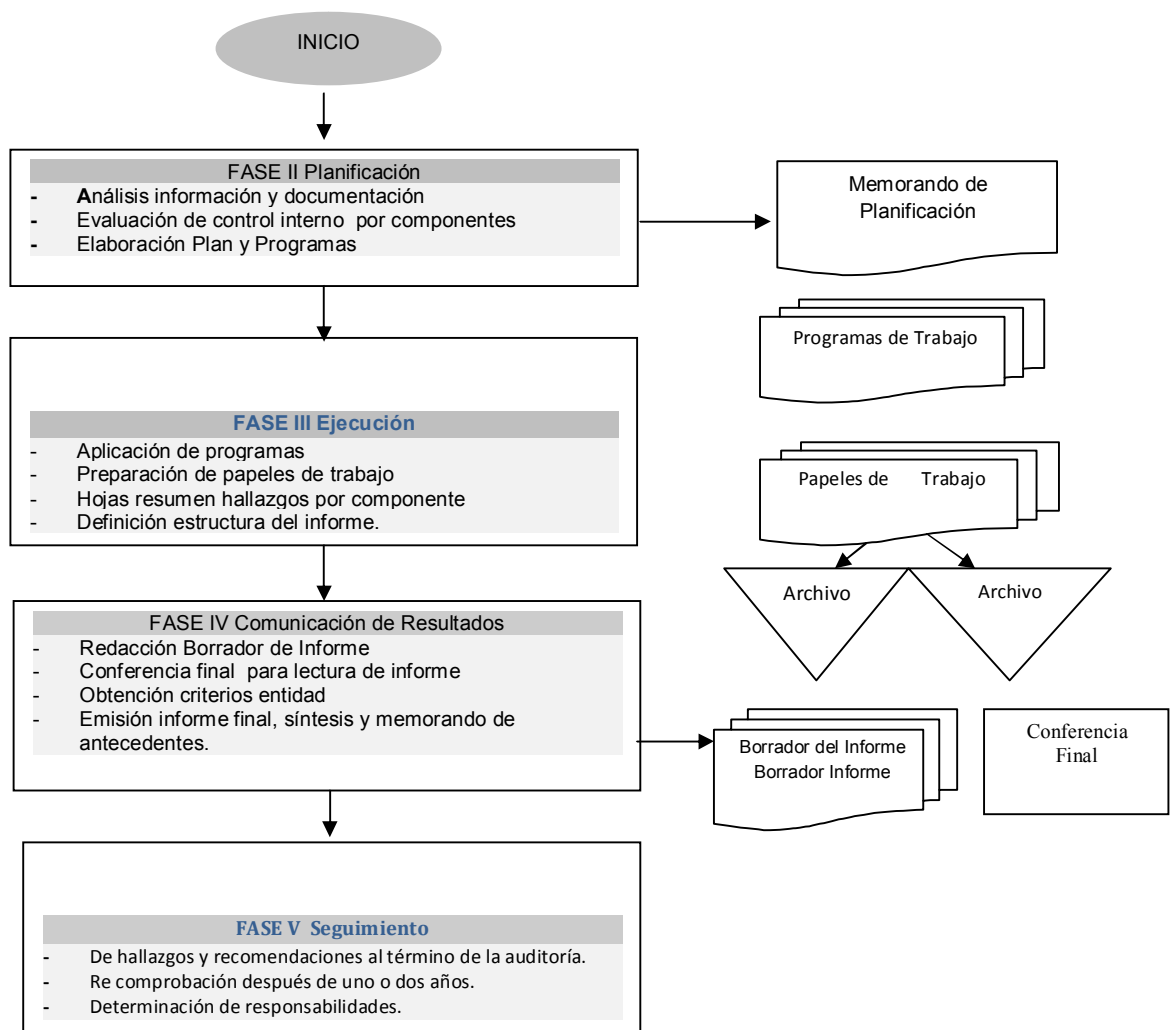 INICIO
FASE II Planificación
- Análisis información y documentación
- Evaluación de control interno por componentes
- Elaboración Plan y Programas
Memorando de
Planificación
Programas de Trabajo
FASE III Ejecución
- Aplicación de programas
- Preparación de papeles de trabajo
- Hojas resumen hallazgos por componente
- Definición estructura del informe.
Papeles de Trabajo
Archivo
Archivo
FASE IV Comunicación de Resultados
- Redacción Borrador de Informe
- Conferencia final para lectura de informe
- Obtención criterios entidad
- Emisión informe final, síntesis y memorando de
antecedentes.
Borrador del Informe
Borrador Informe
Conferencia
Final
FASE V Seguimiento
- De hallazgos y recomendaciones al término de la auditoría.
- Re comprobación después de uno o dos años.
- Determinación de responsabilidades.